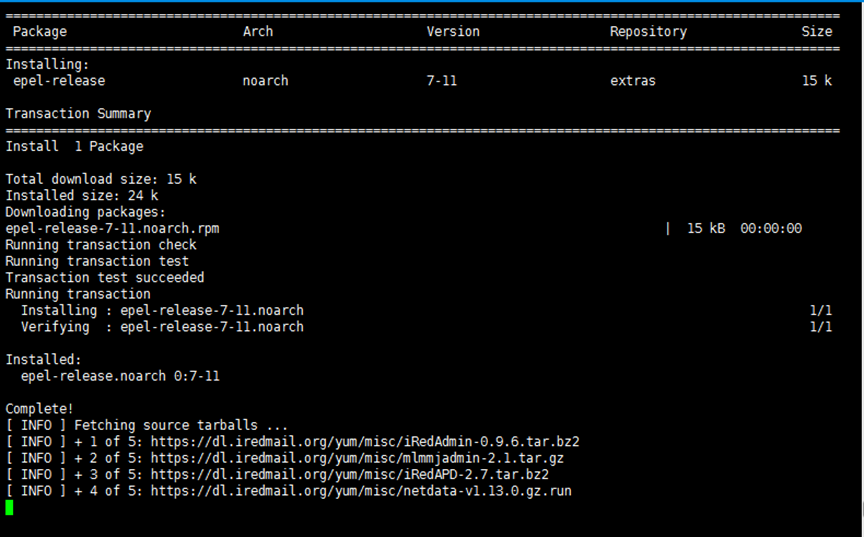 ================================================================================
Package Arch Version Repository Size
================================================================================
Installing:
epel-release noarch 7-11 extras 15 k
Transaction Summary
================================================================================
Install 1 Package
Total download size: 15 k
Installed size: 24 k
Downloading packages:
epel-release-7-11.noarch.rpm | 15 kB 00:00:00
Running transaction check
Running transaction test
Transaction test succeeded
Running transaction
Installing : epel-release-7-11.noarch 1/1
Verifying : epel-release-7-11.noarch 1/1
Installed:
epel-release.noarch 0:7-11
Complete!
[ INFO ] Fetching source tarballs ...
[ INFO ] + 1 of 5: https://dl.iredmail.org/yum/misc/iRedAdmin-0.9.6.tar.bz2
[ INFO ] + 2 of 5: https://dl.iredmail.org/yum/misc/mlmmjadmin-2.1.tar.gz
[ INFO ] + 3 of 5: https://dl.iredmail.org/yum/misc/iRedAPD-2.7.tar.bz2
[ INFO ] + 4 of 5: https://dl.iredmail.org/yum/misc/netdata-v1.13.0.gz.run